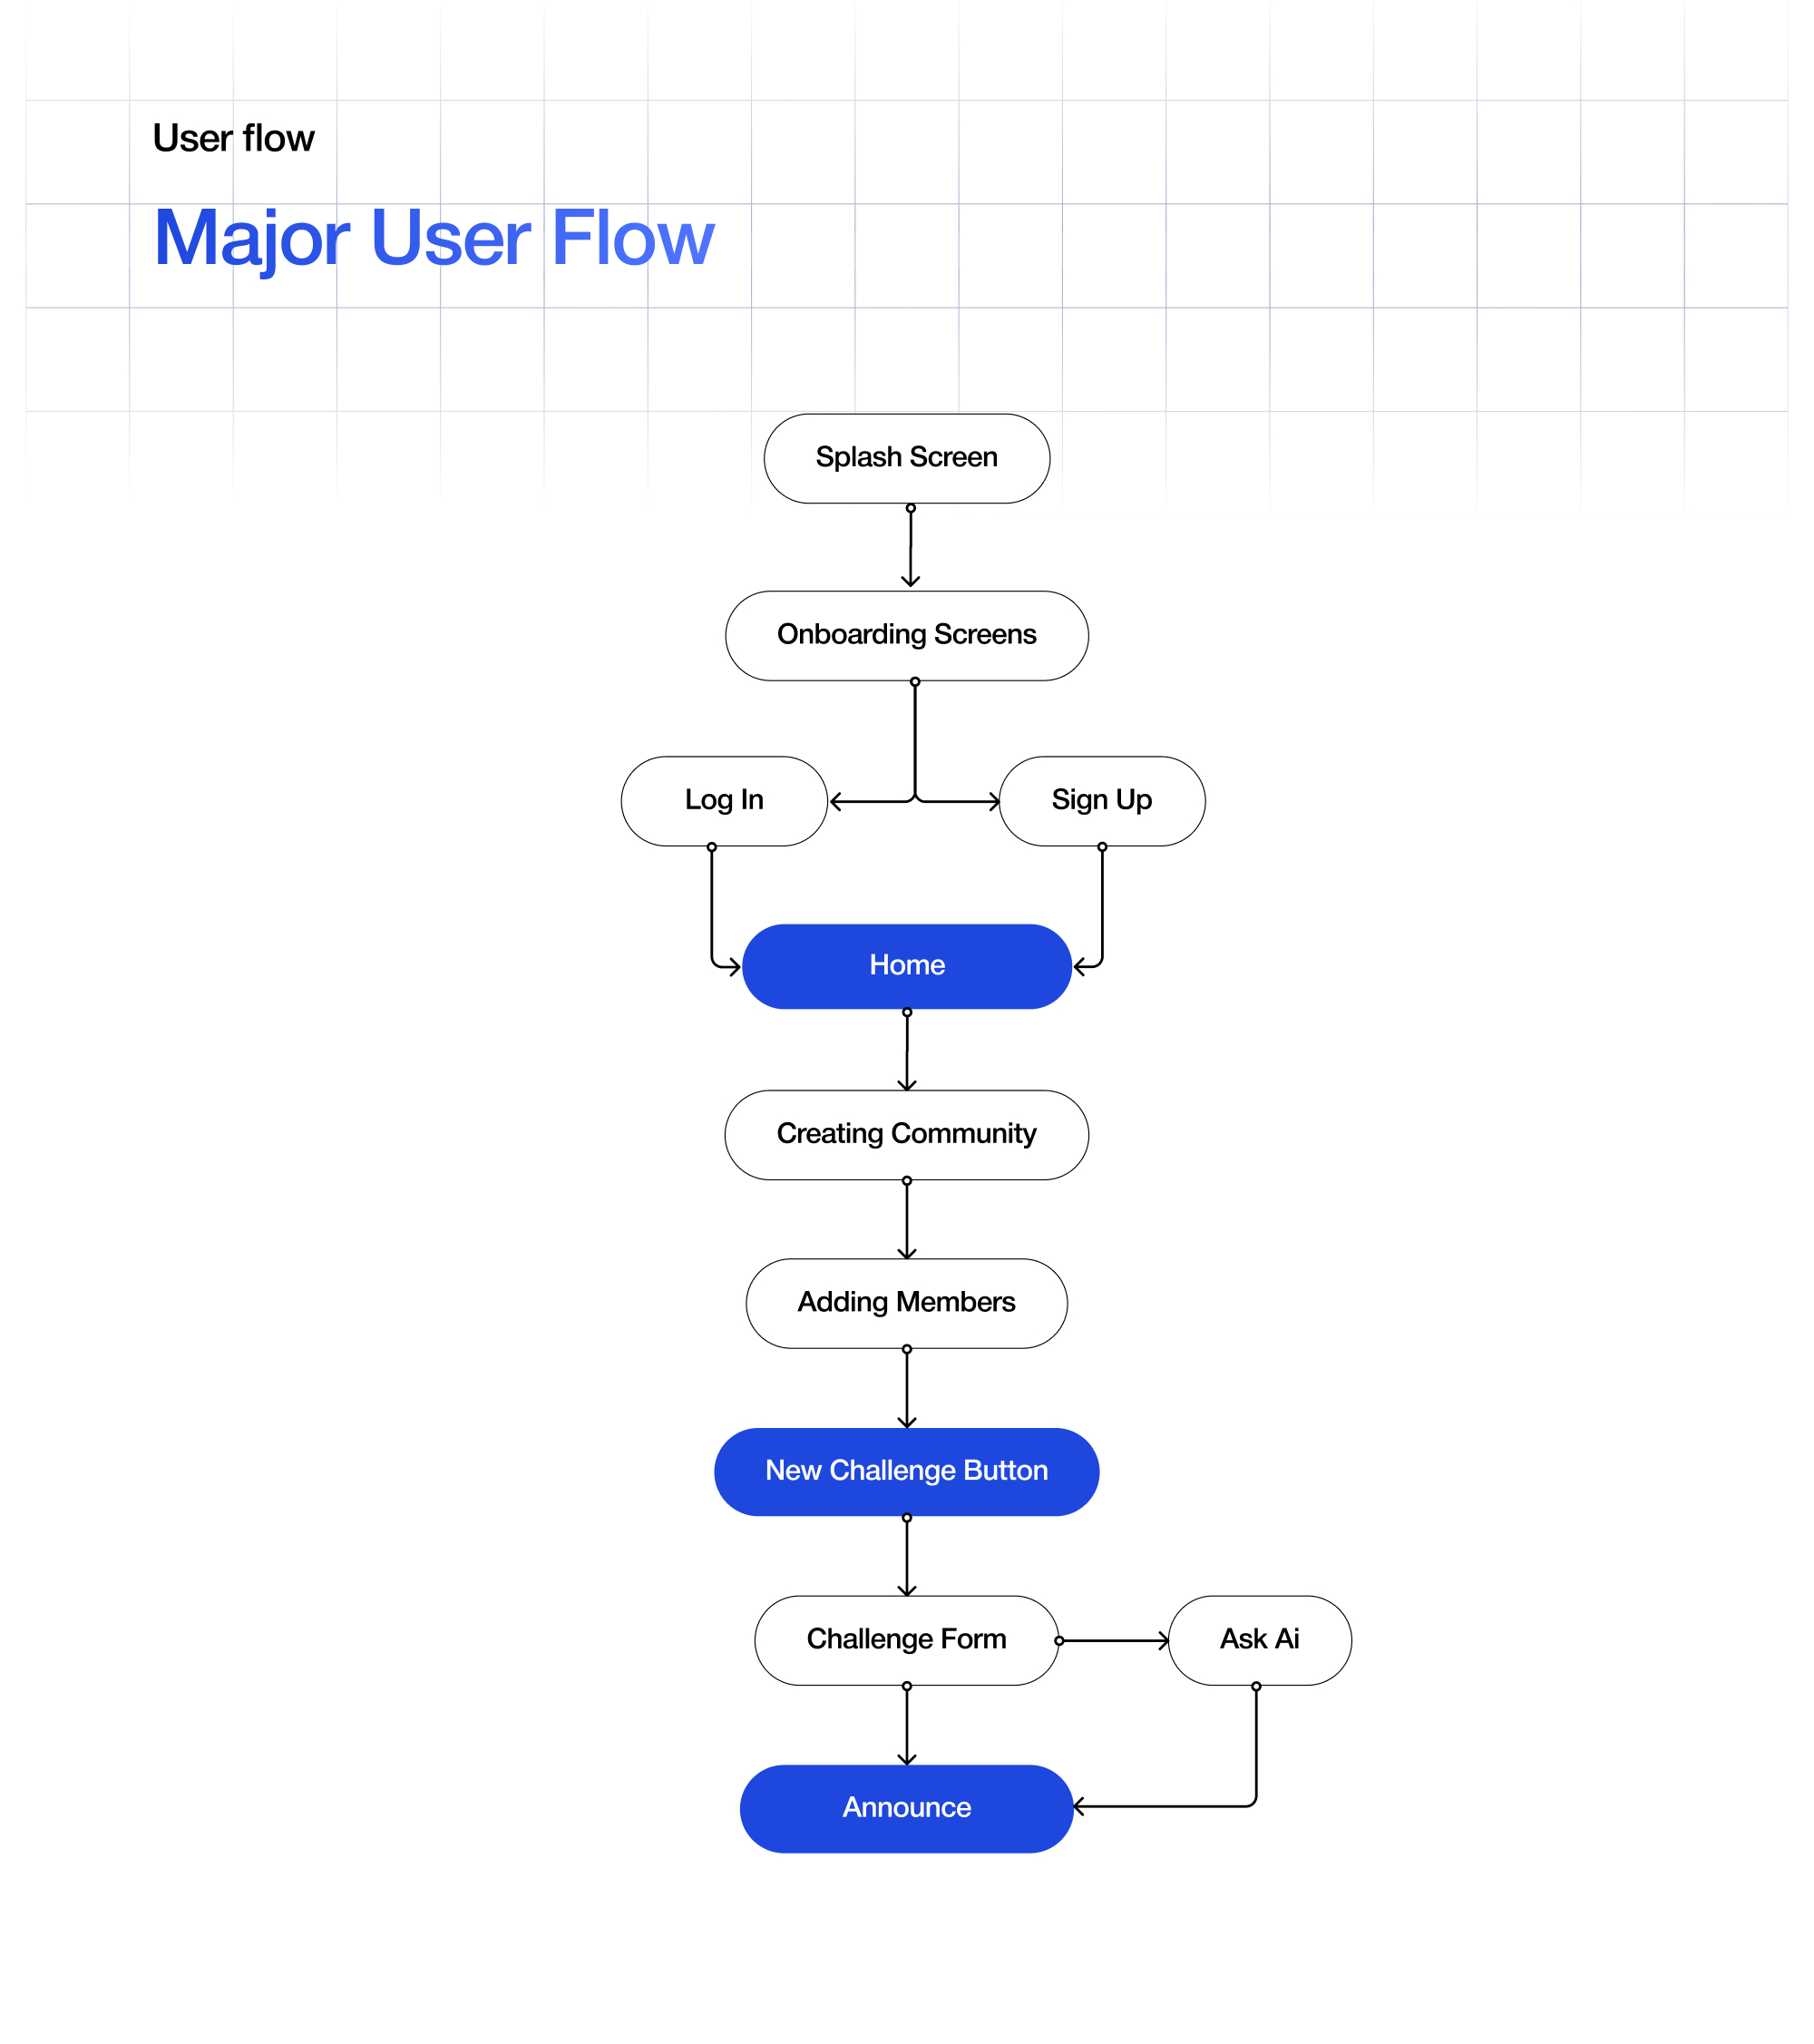 User flow
Major User Flow
Splash Screen
Onboarding Screens
Log In
Sign Up
Home
Creating Community
Adding Members
New Challenge Button
Challenge Form
Ask Ai
Announce